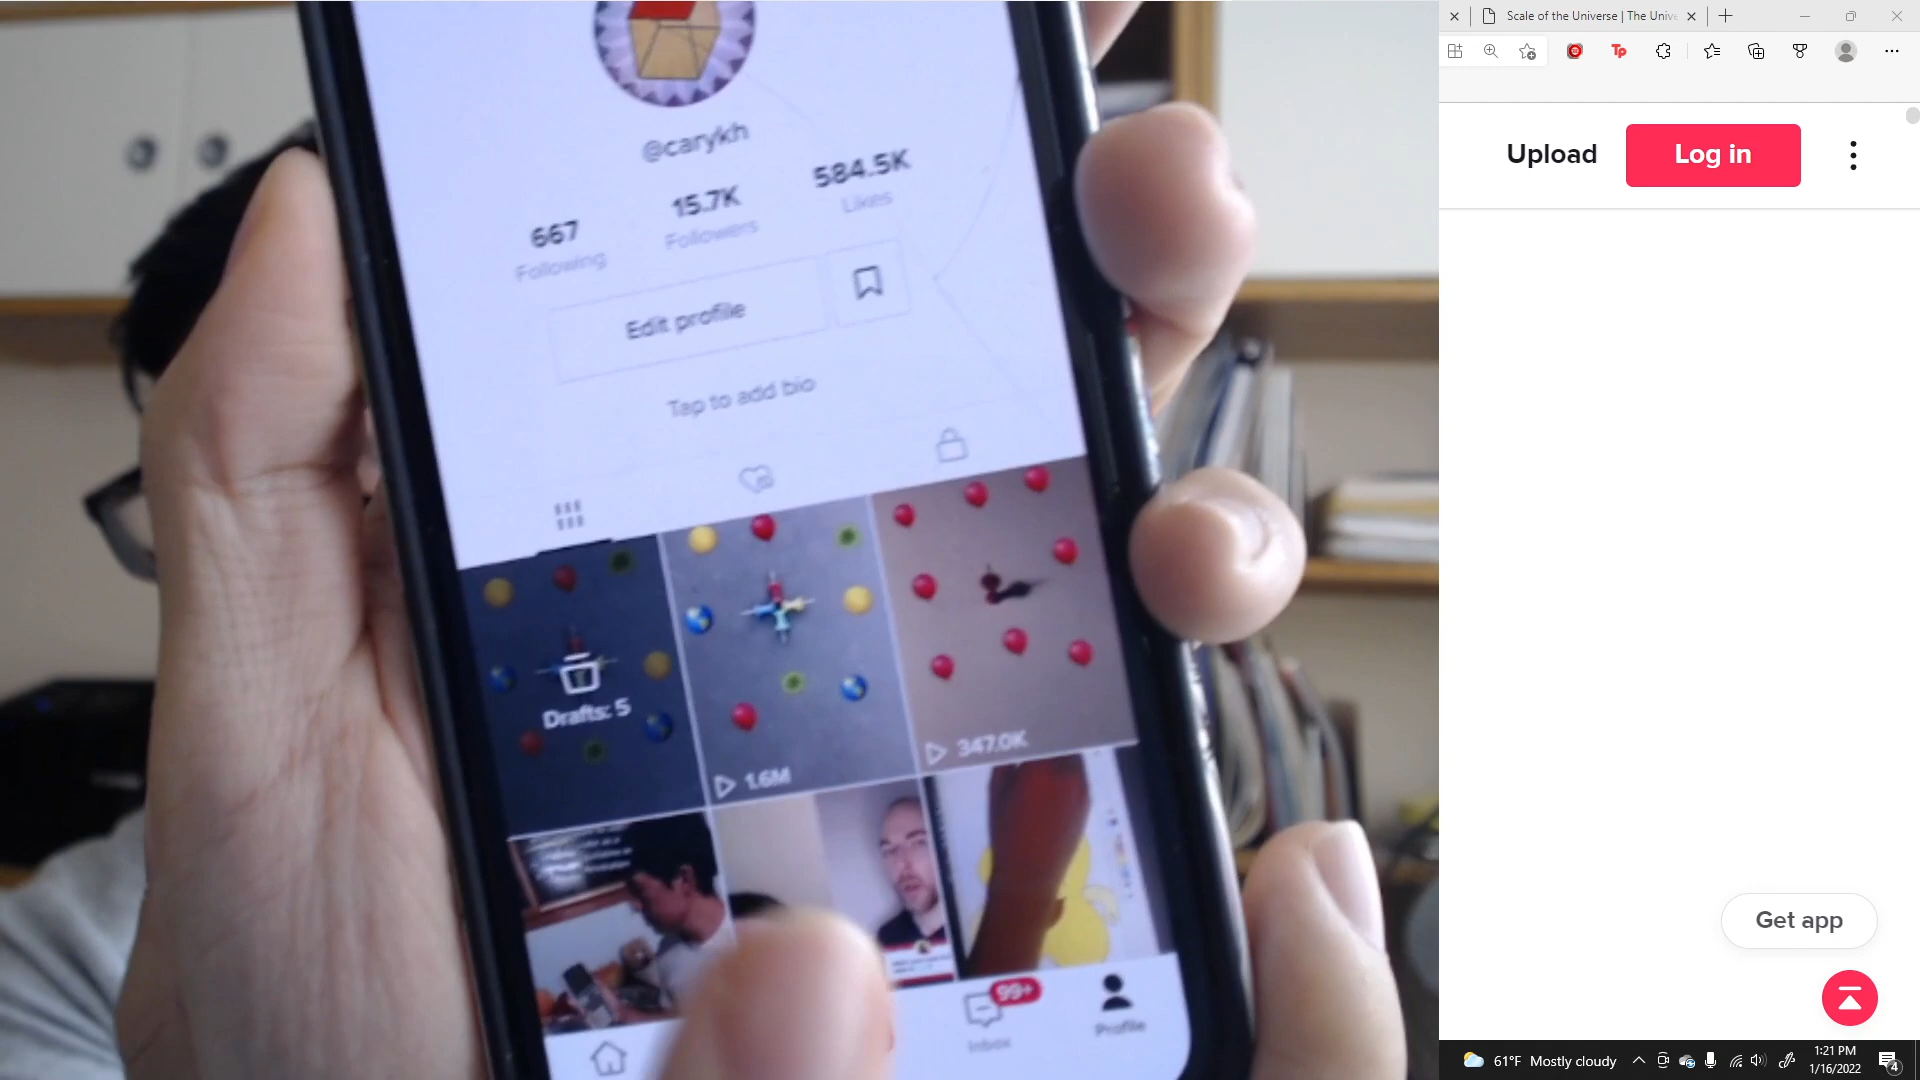 Scale of the Universe | The Unive
Tp
Upload
Log in
@carykh
667
Following
15.7K
Followers
584.5K
Likes
Edit profile
Tap to add bio
Drafts: 5
1.6M
347.0K
99+
Inbox
Profile
Get app
61°F Mostly cloudy
1:21 PM
1/16/2022
4